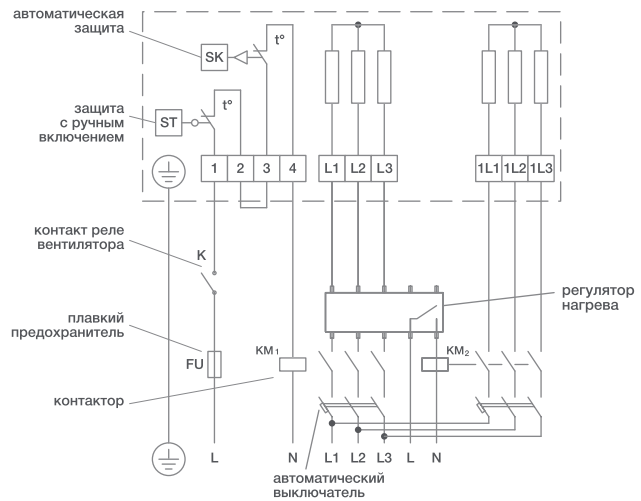 автоматическая
защита
SK
t°
защита
с ручным
включением
ST
t°
1 2 3 4 L1 L2 L3 1L1 1L2 1L3
контакт реле
вентилятора
K
регулятор
нагрева
плавкий
предохранитель
FU
KM1
KM2
контактор
L N L1 L2 L3 L N
автоматический
выключатель